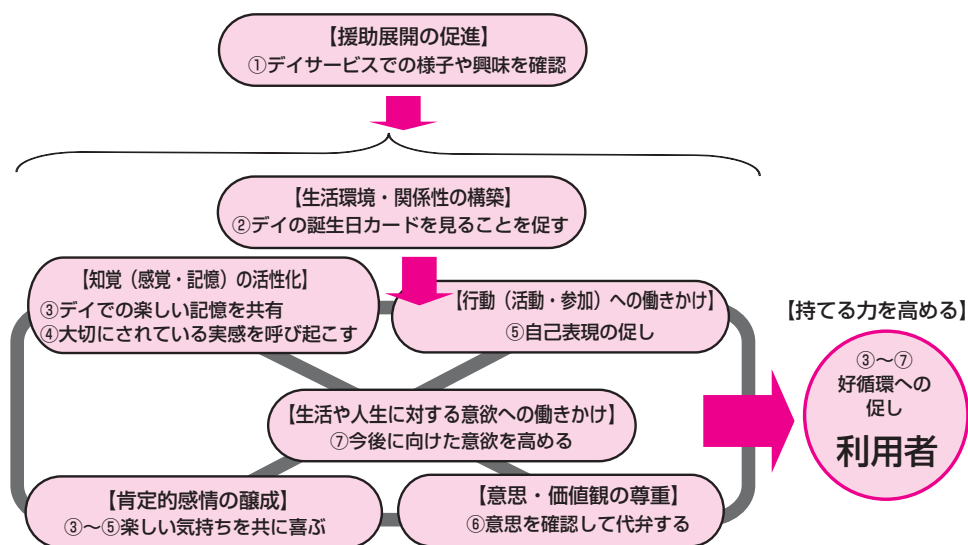 【援助展開の促進】
①デイサービスでの様子や興味を確認
【生活環境・関係性の構築】
②デイの誕生日カードを見ることを促す
【知覚（感覚・記憶）の活性化】
③デイでの楽しい記憶を共有
④大切にされている実感を呼び起こす
【行動（活動・参加）への働きかけ】
⑤自己表現の促し
【生活や人生に対する意欲への働きかけ】
⑦今後に向けた意欲を高める
【肯定的感情の醸成】
③〜⑤楽しい気持ちを共に喜ぶ
【意思・価値観の尊重】
⑥意思を確認して代弁する
【持てる力を高める】
③〜⑦
好循環への
促し
利用者